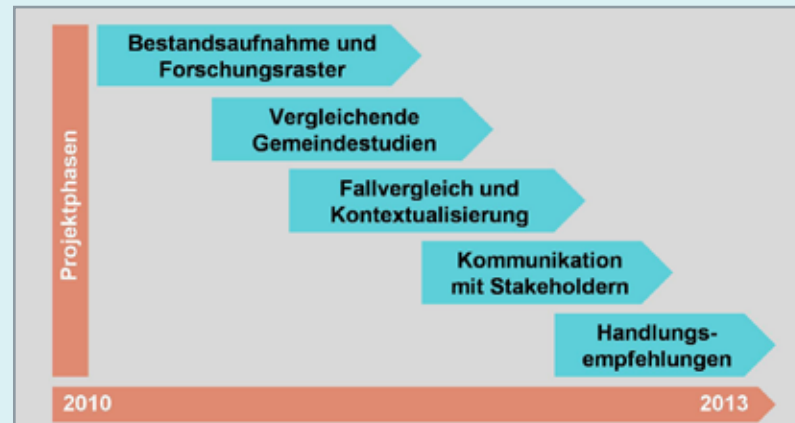 Projektphasen
Bestandsaufnahme und
Forschungsraster
Vergleichende
Gemeindestudien
Fallvergleich und
Kontextualisierung
Kommunikation
mit Stakeholdern
Handlungs-
empfehlungen
2010
2013